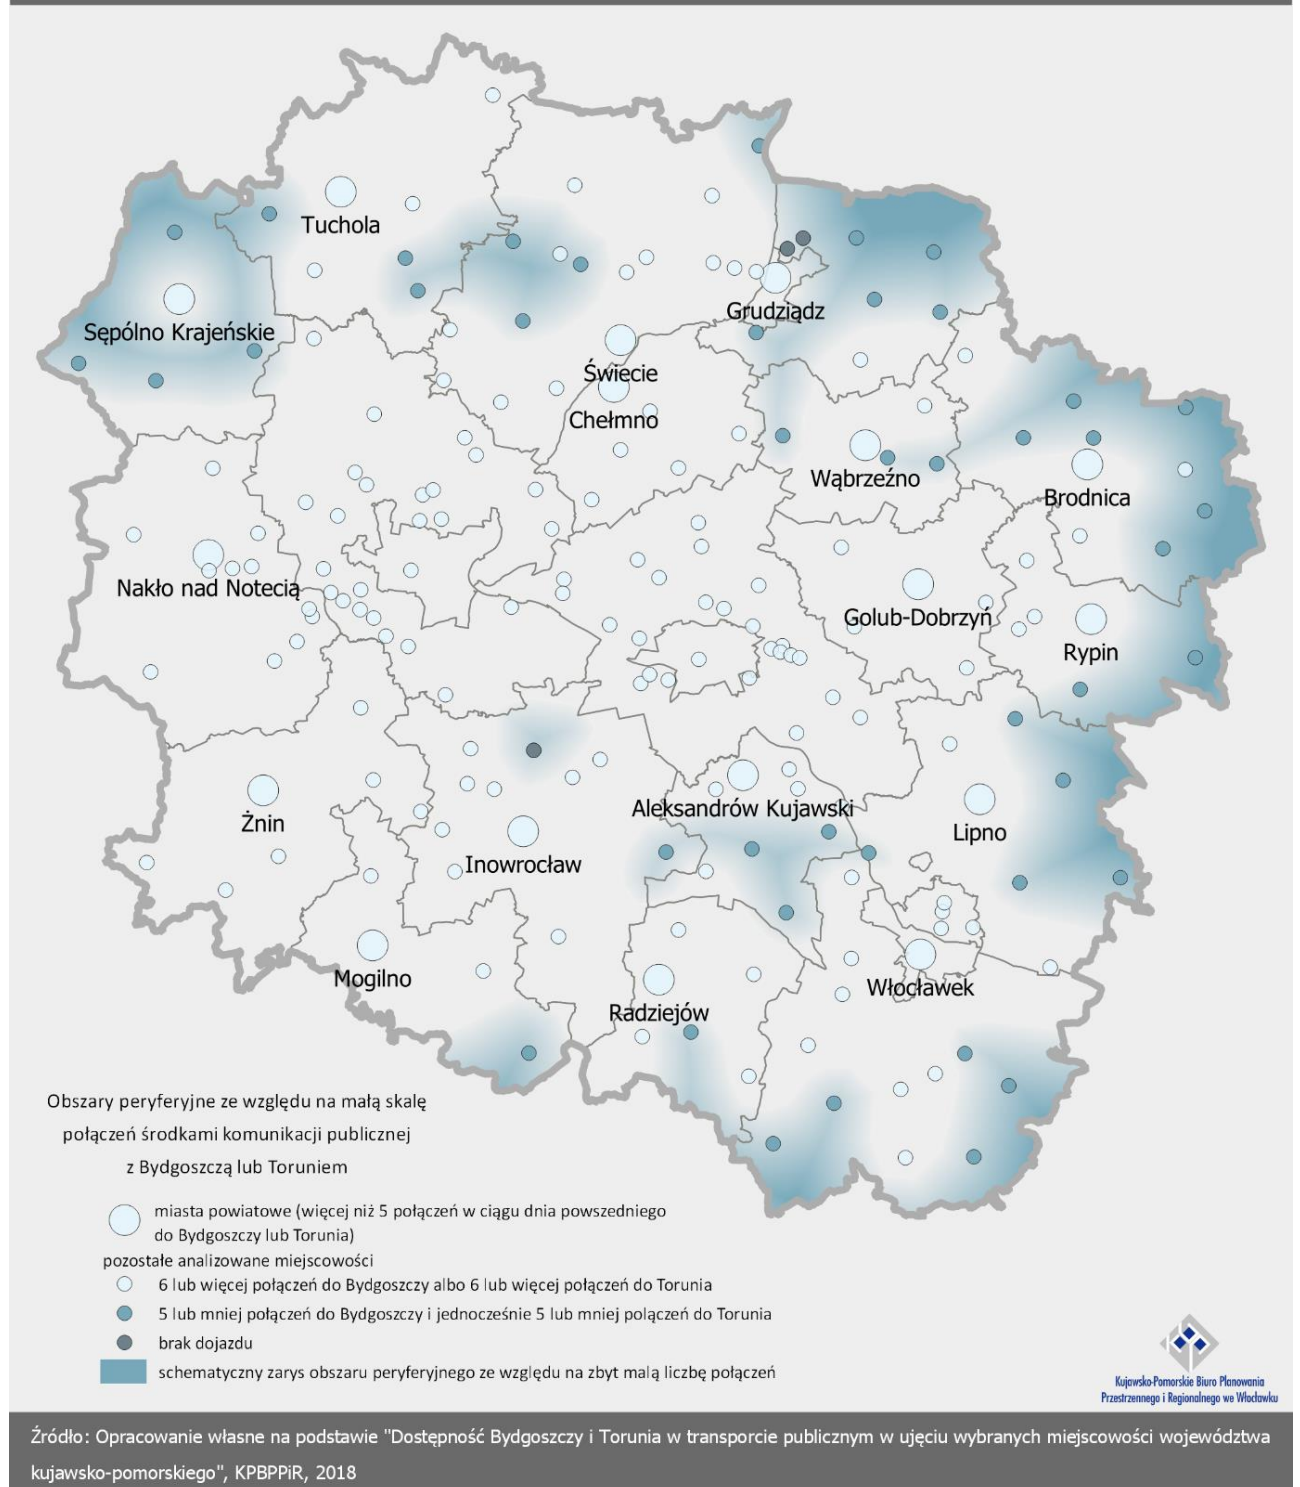 Tuchola
Sępólno Krajeńskie
Grudziądz
Świecie
Chełmno
Wąbrzeźno
Brodnica
Nakło nad Notecią
Golub-Dobrzyń
Rypin
Aleksandrów Kujawski
Żnin
Lipno
Inowrocław
Mogilno
Włocławek
Radziejów
Obszary peryferyjne ze względu na małą skalę
połączeń środkami komunikacji publicznej
z Bydgoszczą lub Toruniem
miasta powiatowe (więcej niż 5 połączeń w ciągu dnia powszedniego
do Bydgoszczy lub Torunia)
pozostałe analizowane miejscowości
6 lub więcej połączeń do Bydgoszczy albo 6 lub więcej połączeń do Torunia
5 lub mniej połączeń do Bydgoszczy i jednocześnie 5 lub mniej polączeń do Torunia
brak dojazdu
schematyczny zarys obszaru peryferyjnego ze względu na zbyt malą liczbę połączeń
Kujawsko-Pomorskie Biuro Planowania
Przestrzennego i Regionalnego we Włocławku
Źródło: Opracowanie własne na podstawie "Dostępność Bydgoszczy i Torunia w transporcie publicznym w ujęciu wybranych miejscowości województwa
kujawsko-pomorskiego", KPBPPiR, 2018